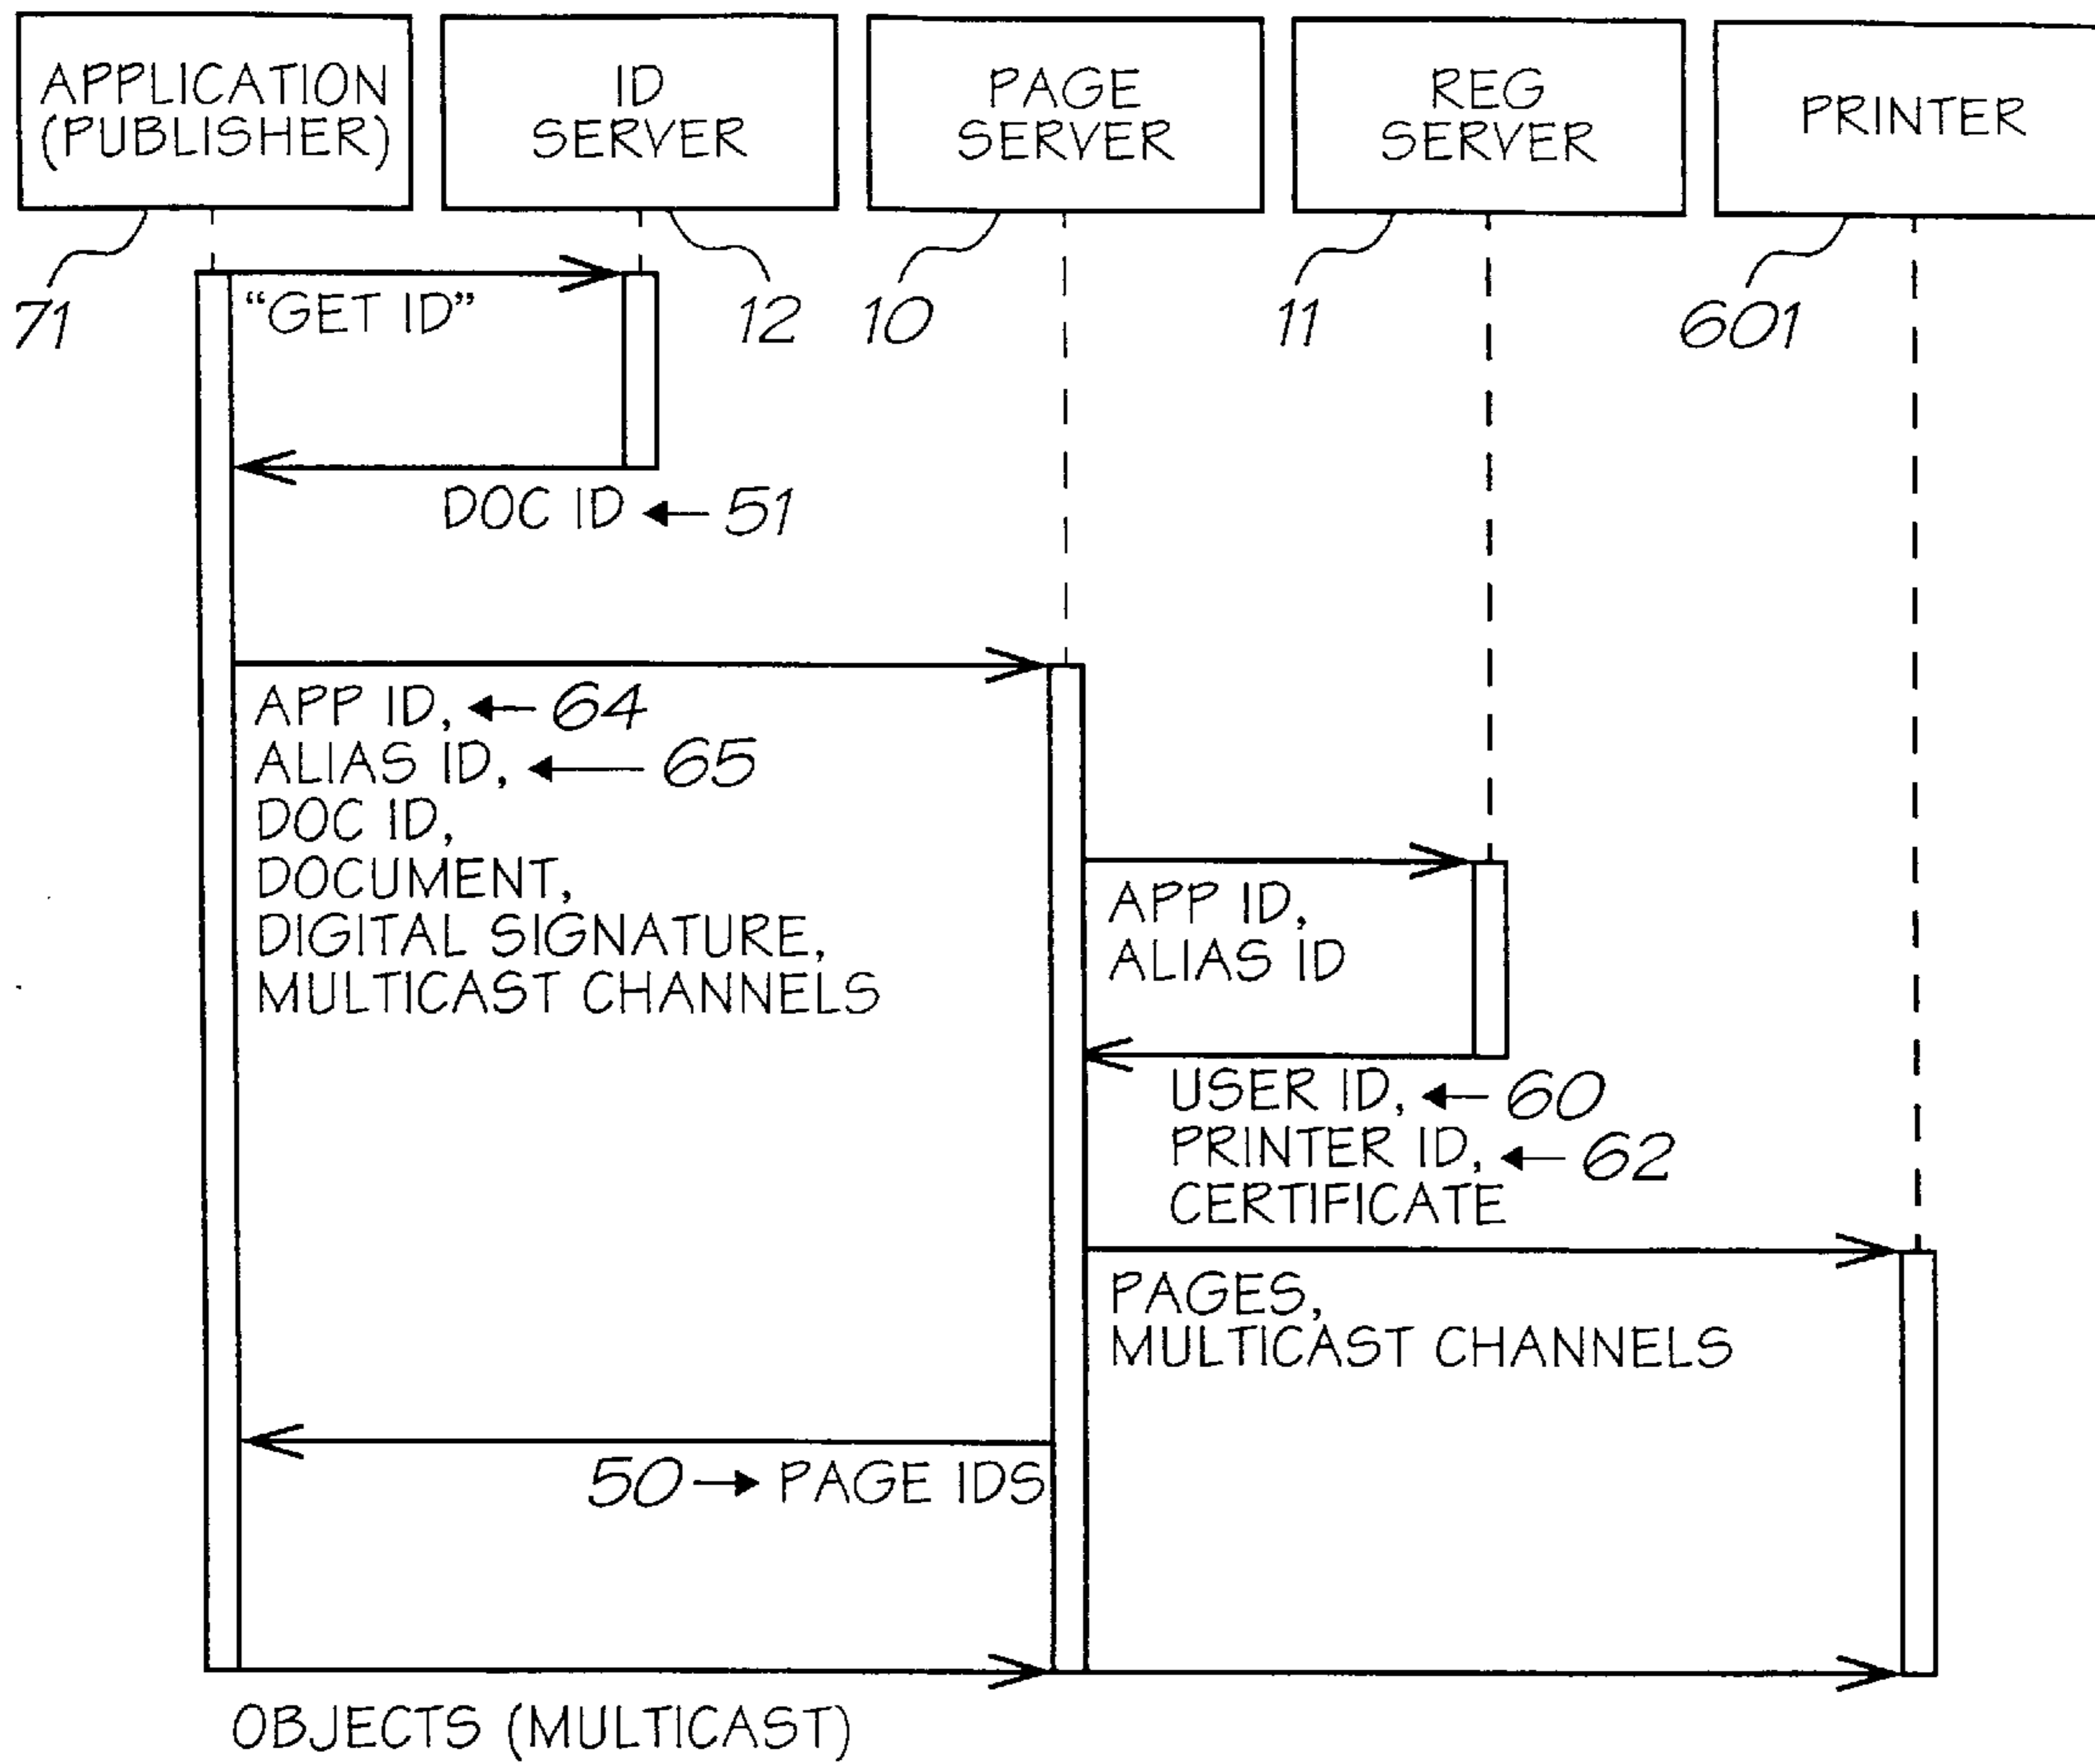 APPLICATION
(PUBLISHER)
ID
SERVER
PAGE
SERVER
REG
SERVER
PRINTER
71
12
10
11
601
"GET ID"
DOC ID ← 51
APP ID, ← 64
ALIAS ID, ← 65
DOC ID,
DOCUMENT,
DIGITAL SIGNATURE,
MULTICAST CHANNELS
APP ID,
ALIAS ID
USER ID, ← 60
PRINTER ID, ← 62
CERTIFICATE
PAGES,
MULTICAST CHANNELS
50 → PAGE IDS
OBJECTS (MULTICAST)